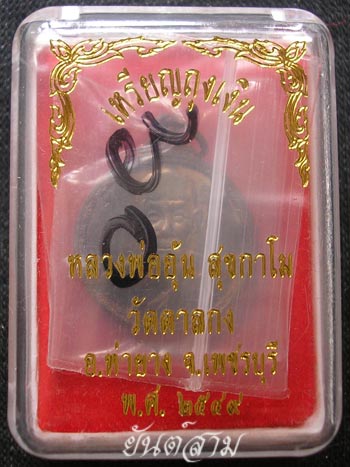 เหรียญถุงเงิน
หลวงพ่ออุ้น สุขกาโม
วัดตาลกง
อ.ท่ายาง จ.เพชรบุรี
พ.ศ. ๒๕๔๙
ยันต์สาม